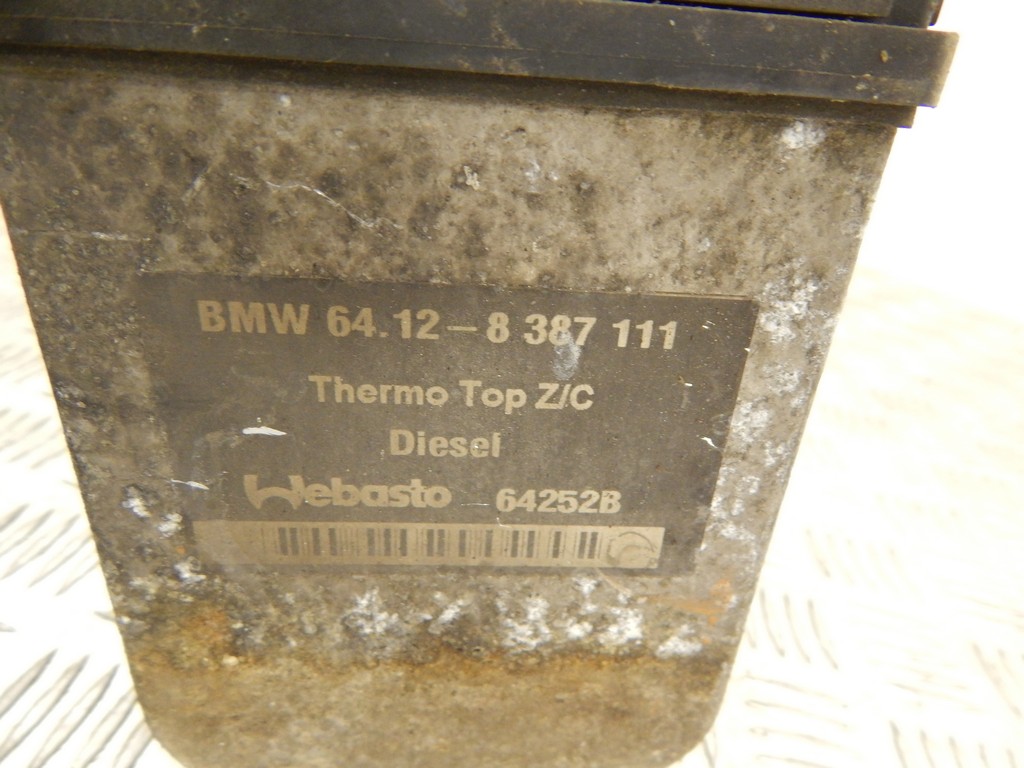 BMW 64.12-8 387 111
Thermo Top Z/C
Diesel
Webasto 64252B